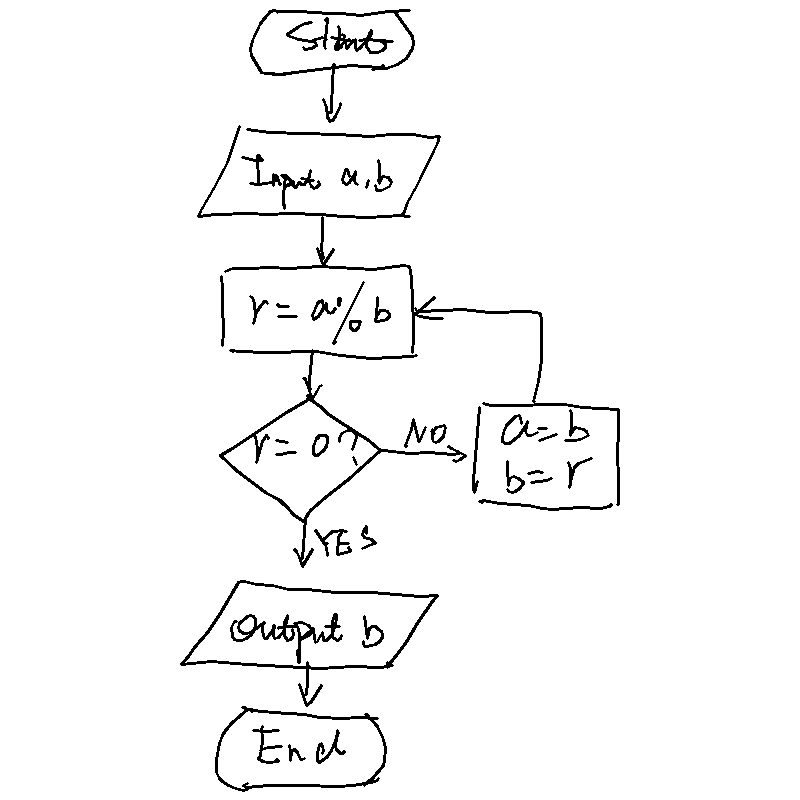 Start
Input a,b
r=a%b
r=0?
NO
a=b
b=r
YES
Output b
End